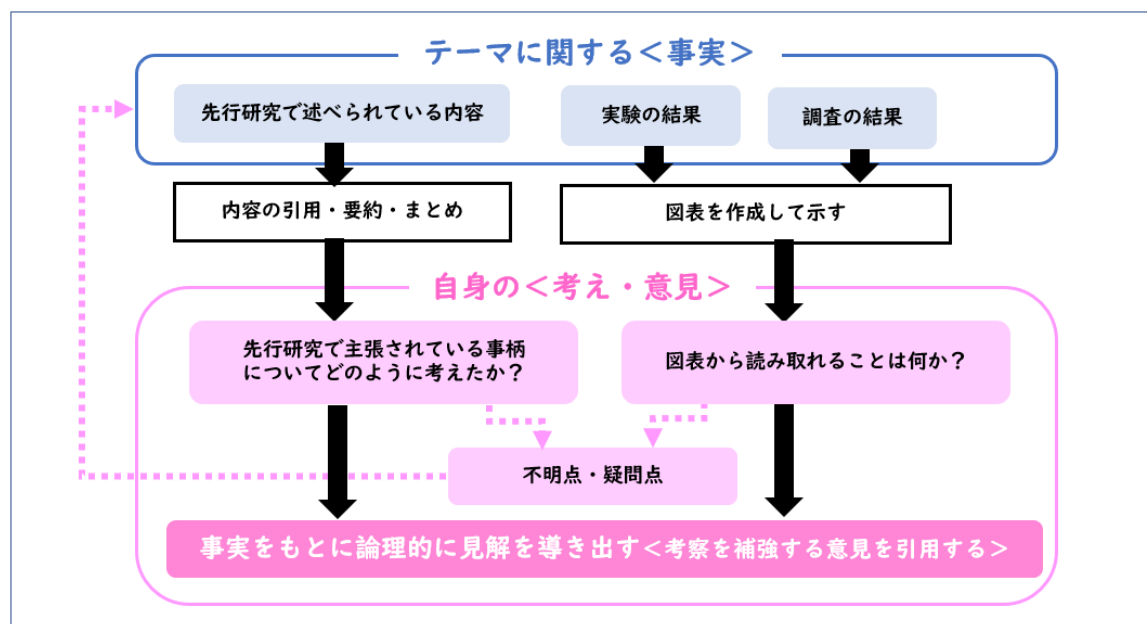 テーマに関する＜事実＞
先行研究で述べられている内容
実験の結果
調査の結果
内容の引用・要約・まとめ
図表を作成して示す
自身の＜考え・意見＞
先行研究で主張されている事柄
についてどのように考えたか？
図表から読み取れることは何か？
不明点・疑問点
事実をもとに論理的に見解を導き出す＜考察を補強する意見を引用する＞